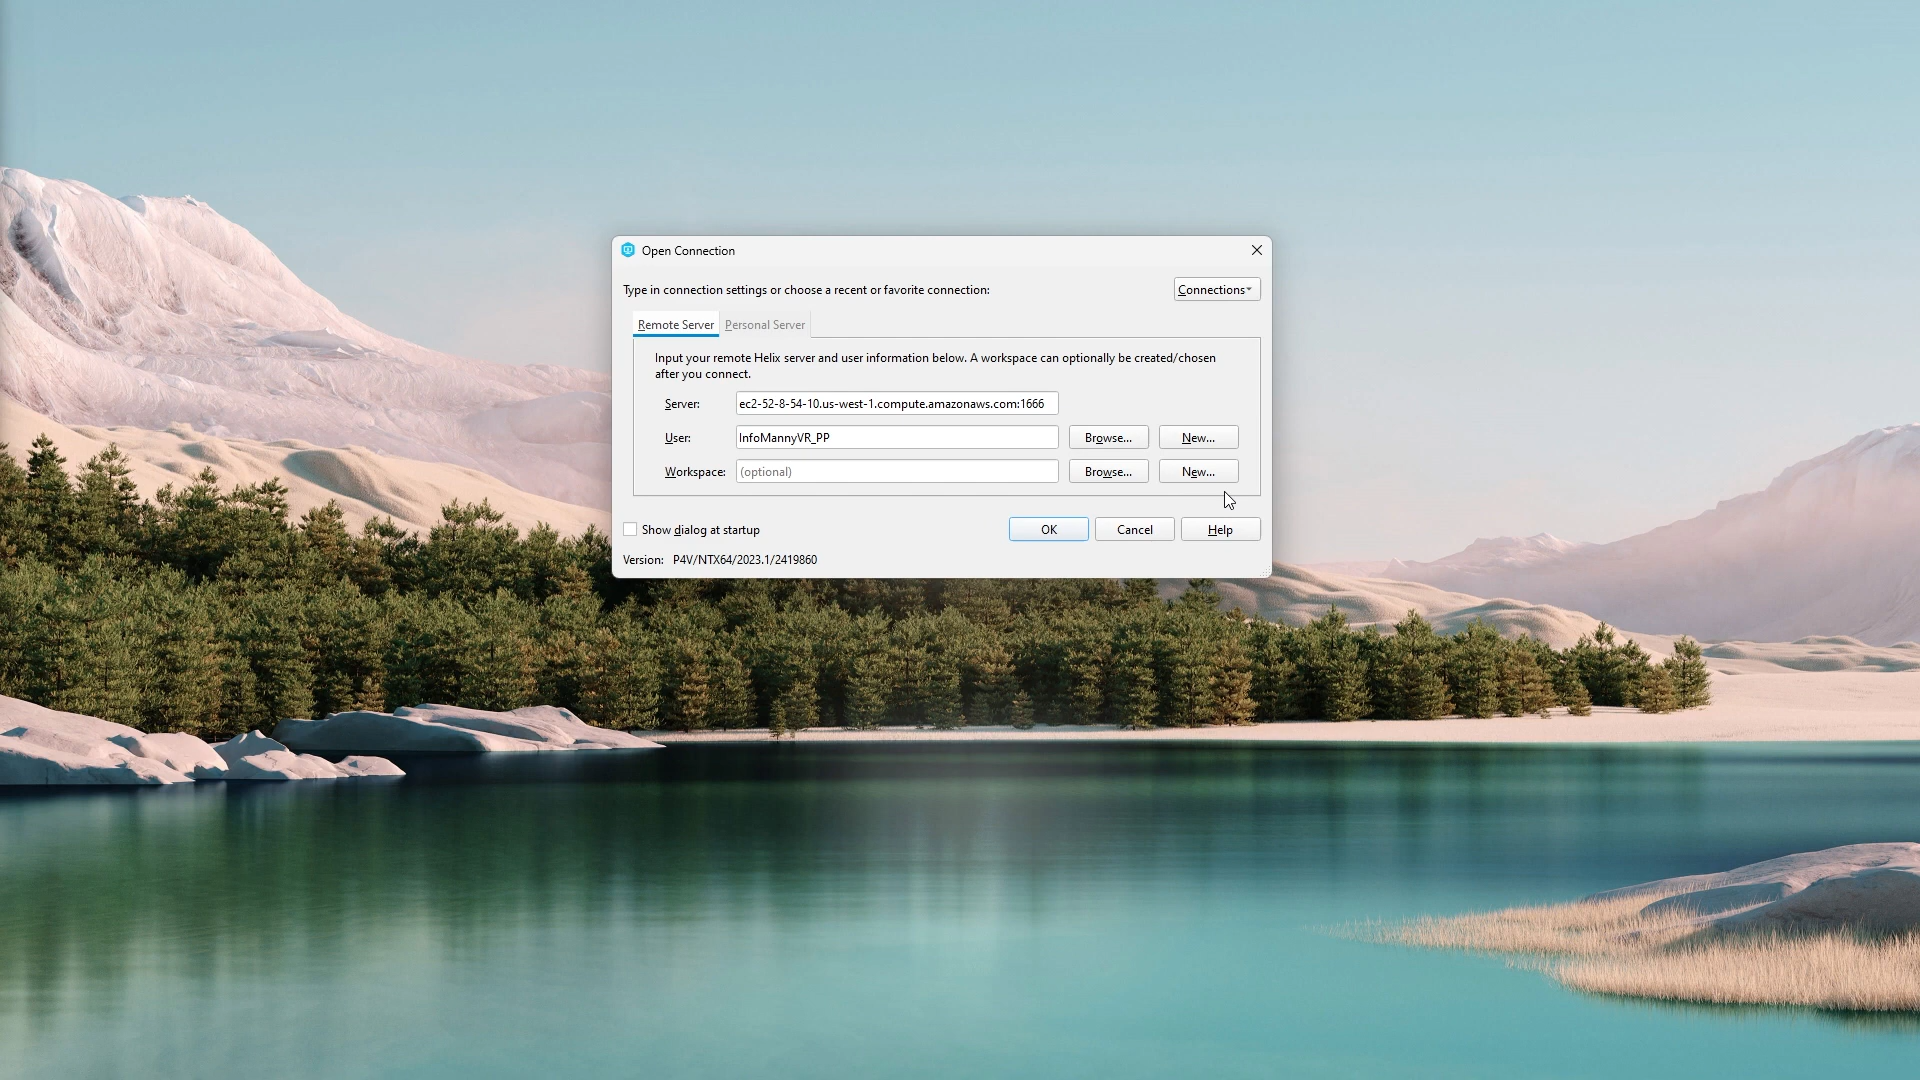 Open Connection
Type in connection settings or choose a recent or favorite connection:
Connections
Remote Server
Personal Server
Input your remote Helix server and user information below. A workspace can optionally be created/chosen
after you connect.
Server: ec2-52-8-54-10.us-west-1.compute.amazonaws.com:1666
User: InfoMannyVR_PP Browse... New...
Workspace: (optional) Browse... New...
Show dialog at startup
OK Cancel Help
Version: P4V/NTX64/2023.1/2419860